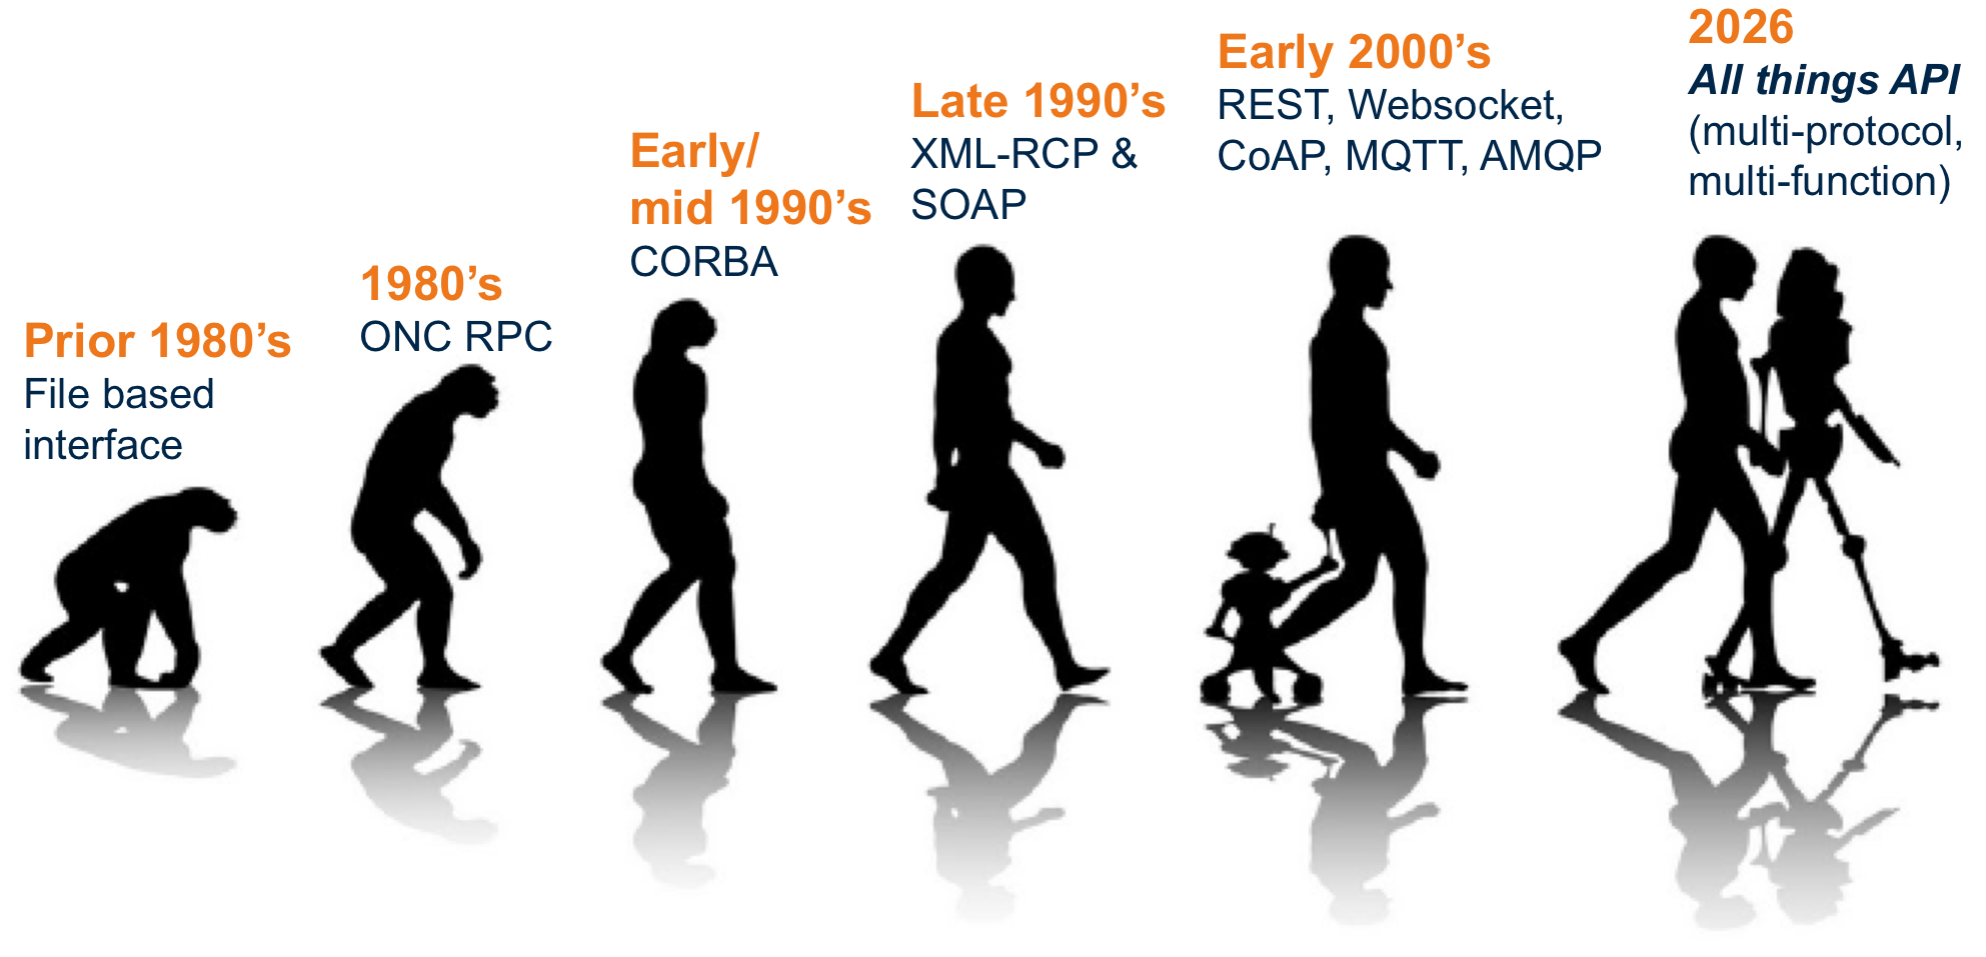 Prior 1980’s
File based
interface
1980’s
ONC RPC
Early/
mid 1990’s
CORBA
Late 1990’s
XML-RCP &
SOAP
Early 2000’s
REST, Websocket,
CoAP, MQTT, AMQP
2026
All things API
(multi-protocol,
multi-function)